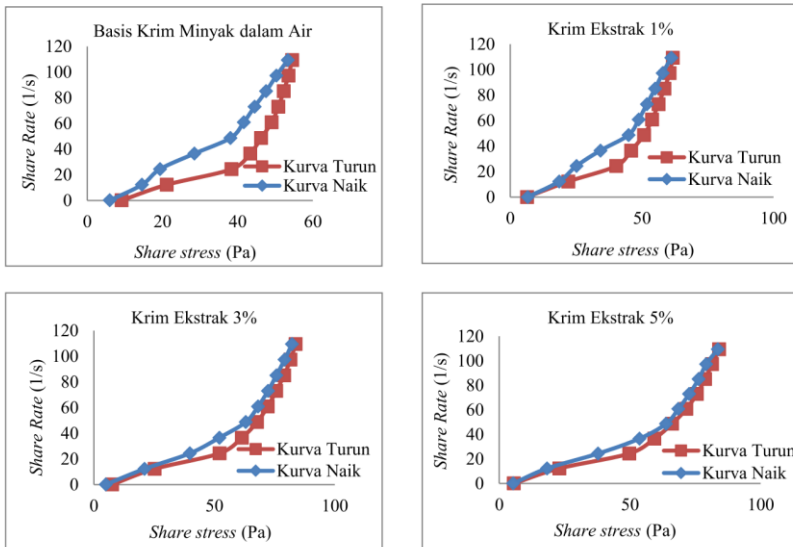 Basis Krim Minyak dalam Air
Share Rate (1/s)
120
100
80
60
40
20
0
Kurva Turun
Kurva Naik
0 20 40 60
Share stress (Pa)
Krim Ekstrak 1%
Share Rate (1/s)
120
100
80
60
40
20
0
Kurva Turun
Kurva Naik
0 50 100
Share stress (Pa)
Krim Ekstrak 3%
Share Rate (1/s)
120
100
80
60
40
20
0
Kurva Turun
Kurva Naik
0 50 100
Share stress (Pa)
Krim Ekstrak 5%
Share Rate (1/s)
120
100
80
60
40
20
0
Kurva Turun
Kurva Naik
0 50 100
Share stress (Pa)